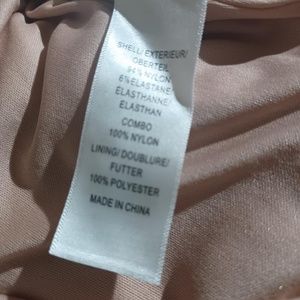 SHELL/ EXTERIEUR/
OBERTEIL
94% NYLON
6% ELASTANE/
ELASTHANNE/
ELASTHAN
COMBO
100% NYLON
LINING/ DOUBLURE/
FUTTER
100% POLYESTER
MADE IN CHINA